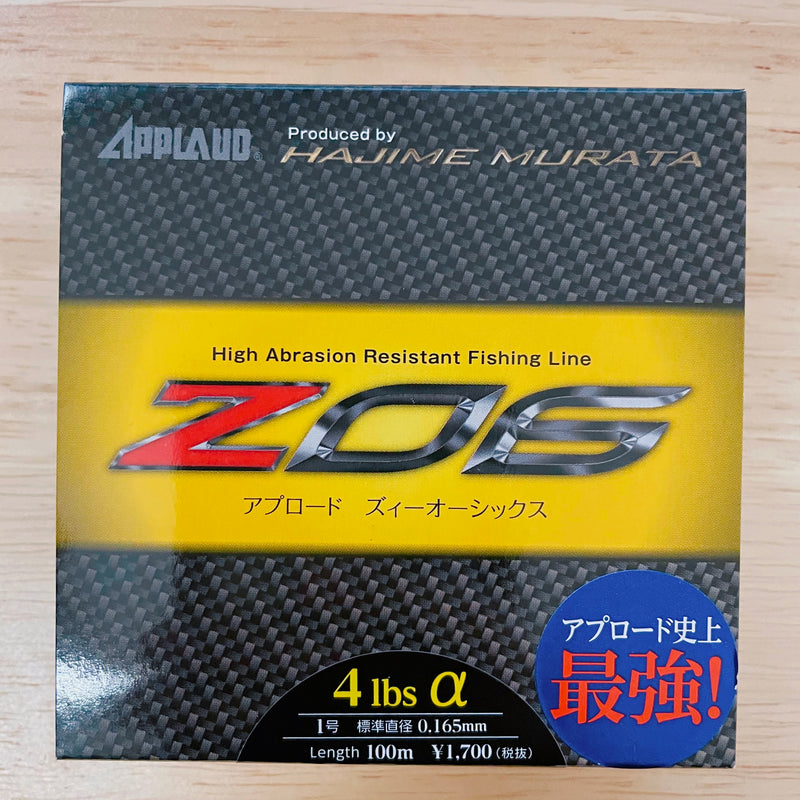 APPLAUD®
Produced by
HAJIME MURATA
High Abrasion Resistant Fishing Line
ZO6
アプロード ズィーオーシックス
アプロード史上
最強!
4 lbs α
1号 標準直径 0.165mm
Length 100m ¥1,700(税抜)